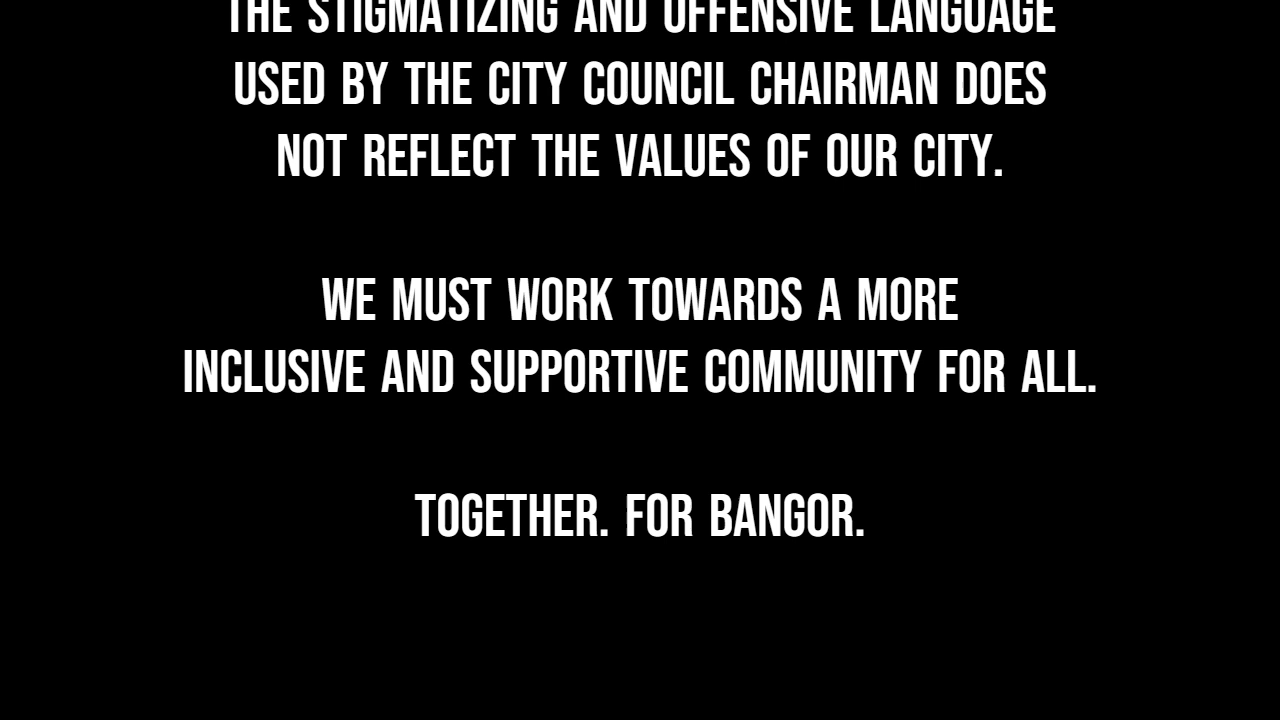 THE STIGMATIZING AND OFFENSIVE LANGUAGE
USED BY THE CITY COUNCIL CHAIRMAN DOES
NOT REFLECT THE VALUES OF OUR CITY.
WE MUST WORK TOWARDS A MORE
INCLUSIVE AND SUPPORTIVE COMMUNITY FOR ALL.
TOGETHER. FOR BANGOR.